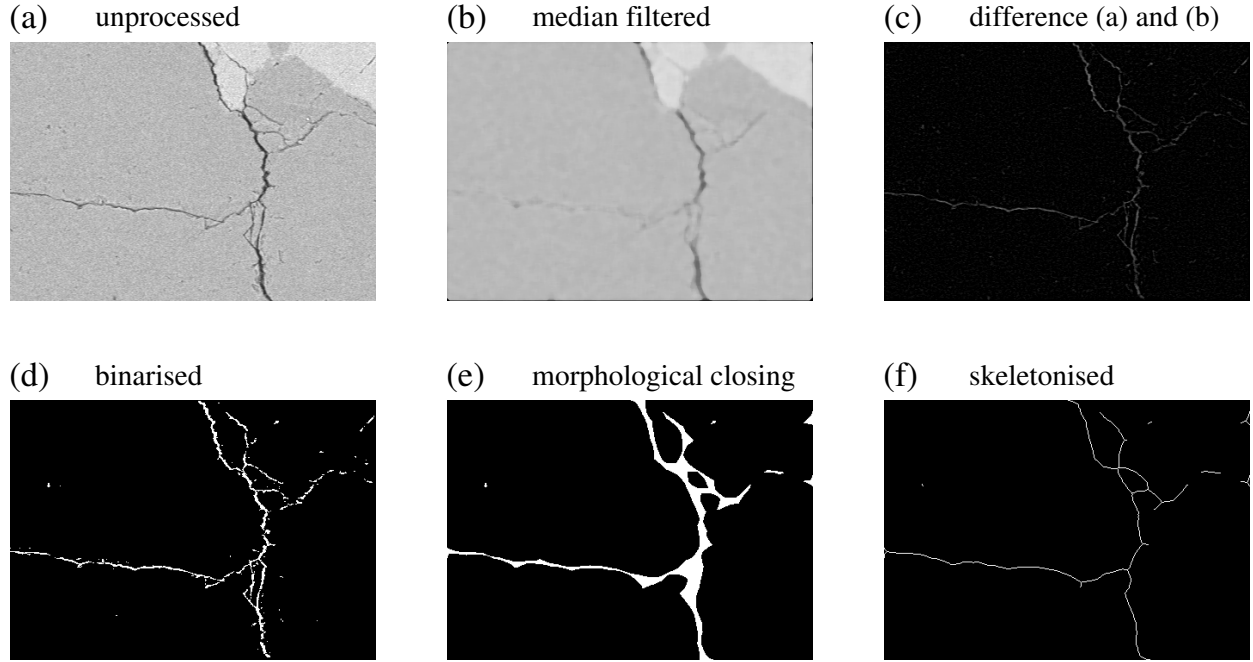 (a) unprocessed
(b) median filtered
(c) difference (a) and (b)
(d) binarised
(e) morphological closing
(f) skeletonised